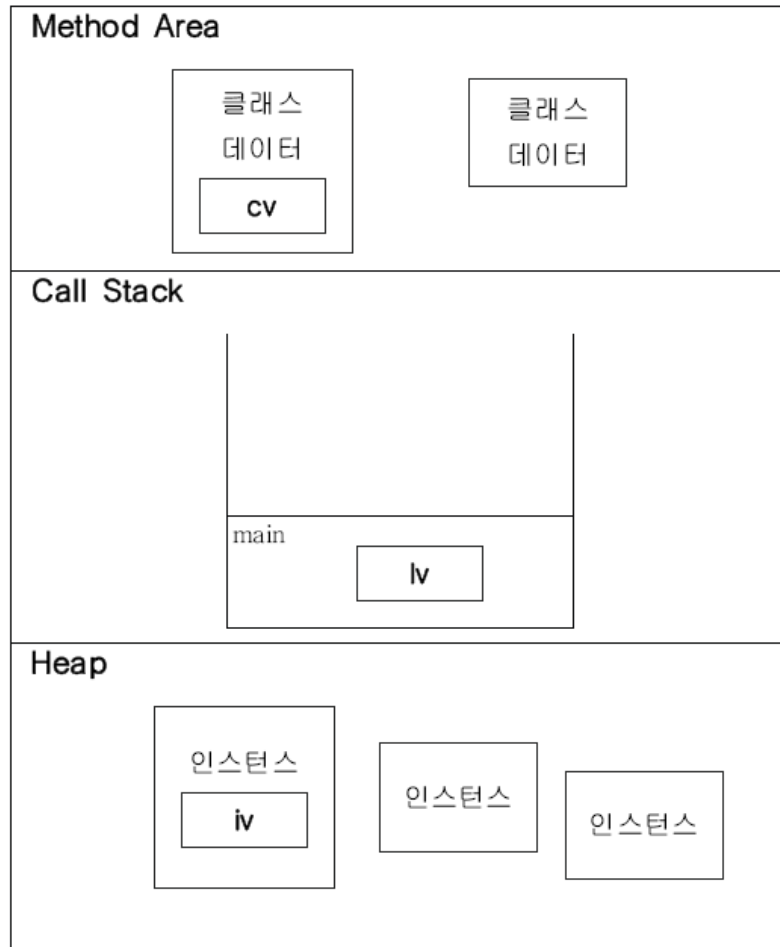 Method Area
클래스
데이터
cv
클래스
데이터
Call Stack
main
lv
Heap
인스턴스
iv
인스턴스
인스턴스